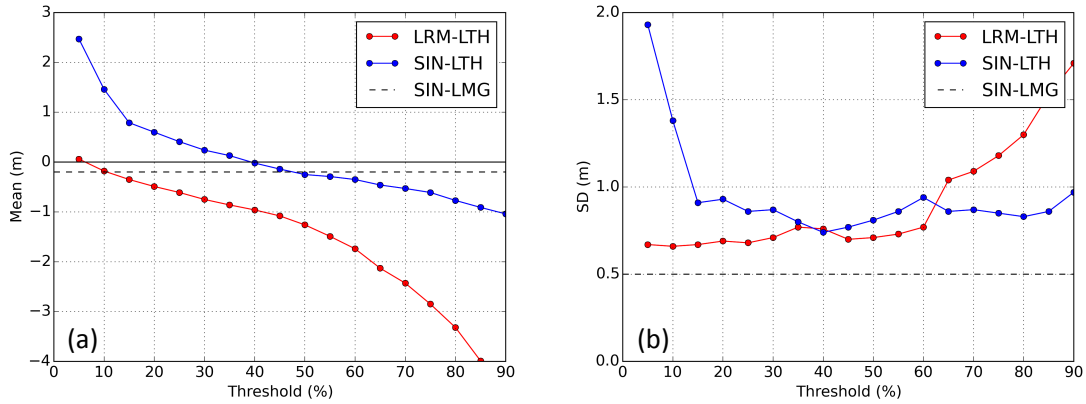 3
2
1
0
−1
−2
−3
−4
Mean (m)
LRM-LTH
SIN-LTH
SIN-LMG
(a)
0 10 20 30 40 50 60 70 80 90
Threshold (%)
2.0
1.5
1.0
0.5
0.0
SD (m)
LRM-LTH
SIN-LTH
SIN-LMG
(b)
0 10 20 30 40 50 60 70 80 90
Threshold (%)